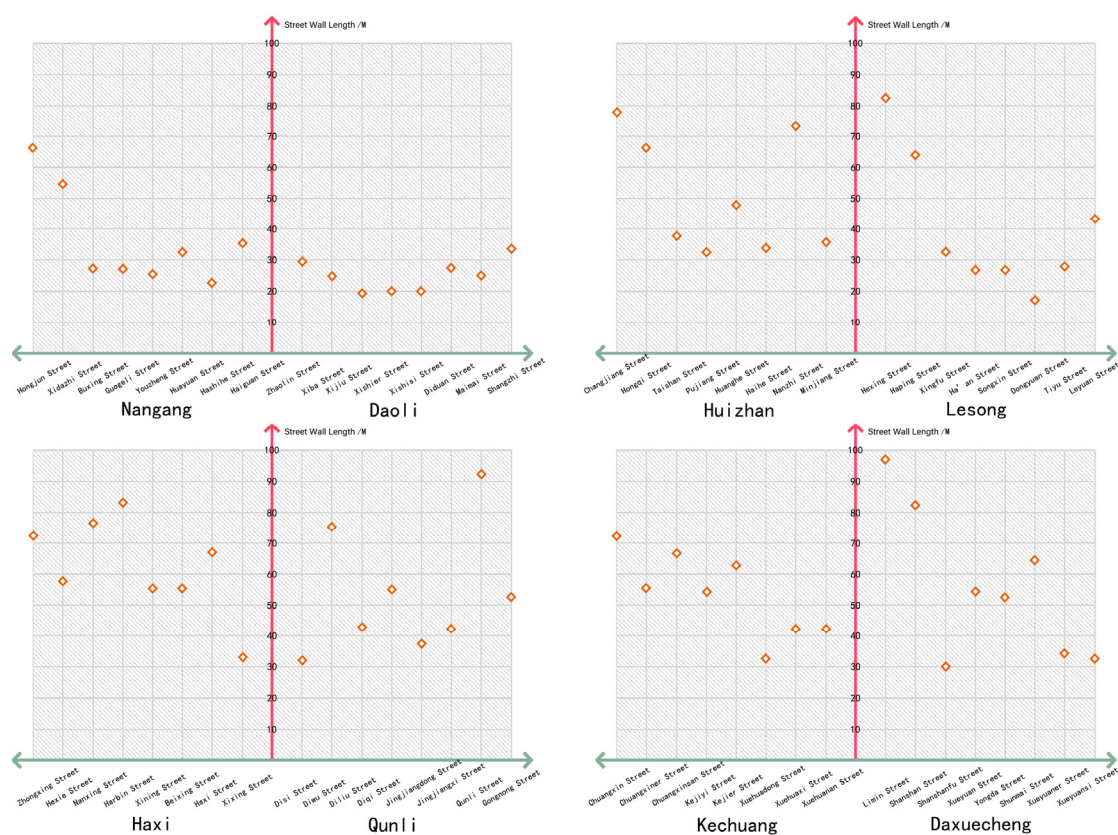 Street Wall Length /M
100
90
80
70
60
50
40
30
20
10
Hongjun Street
Xidazhi Street
Buxing Street
Guogeli Street
Youzheng Street
Huayuan Street
Hashihe Street
Haiguan Street
Zhaolin Street
Xiba Street
Xijiu Street
Xishier Street
Xishisi Street
Diduan Street
Maimai Street
Shangzhi Street
Nangang
Daoli
Street Wall Length /M
100
90
80
70
60
50
40
30
20
10
Changjiang Street
Hongqi Street
Taishan Street
Pujiang Street
Huanghe Street
Haihe Street
Nanzhi Street
Minjiang Street
Hexing Street
Haping Street
Xingfu Street
Ha' an Street
Songxin Street
Dongyuan Street
Tiyu Street
Leyuan Street
Huizhan
Lesong
Street Wall Length /M
100
90
80
70
60
50
40
30
20
10
Zhongxing Street
Hexie Street
Nanxing Street
Harbin Street
Xining Street
Beixing Street
Haxi Street
Xixing Street
Disi Street
Diwu Street
Diliu Street
Diqi Street
Jingjiangdong Street
Jingjiangxi Street
Qunli Street
Gongnong Street
Haxi
Qunli
Street Wall Length /M
100
90
80
70
60
50
40
30
20
10
Chuangxin Street
Chuangxiner Street
Chuangxinsan Street
Kejiyi Street
Kejier Street
Xuehuadong Street
Xuehuaxi Street
Xuehuanan Street
Limin Street
Shanshan Street
Shanshanfu Street
Xueyuan Street
Yongda Street
Shunmai Street
Xueyuaner Street
Xueyuansi Street
Kechuang
Daxuecheng